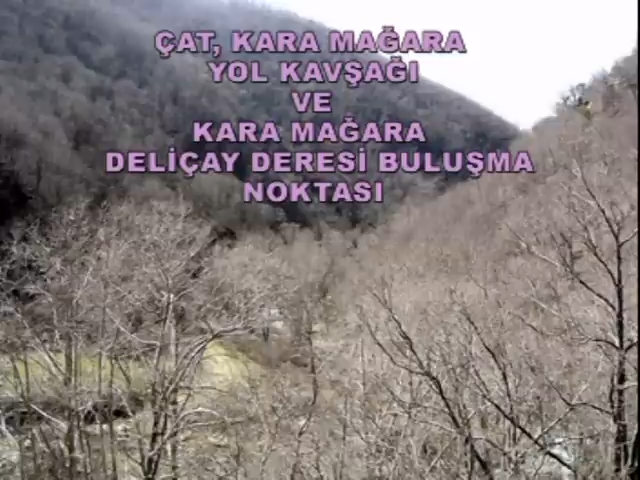 ÇAT, KARA MAĞARA
YOL KAVŞAĞI
VE
KARA MAĞARA
DELİÇAY DERESİ BULUŞMA
NOKTASI